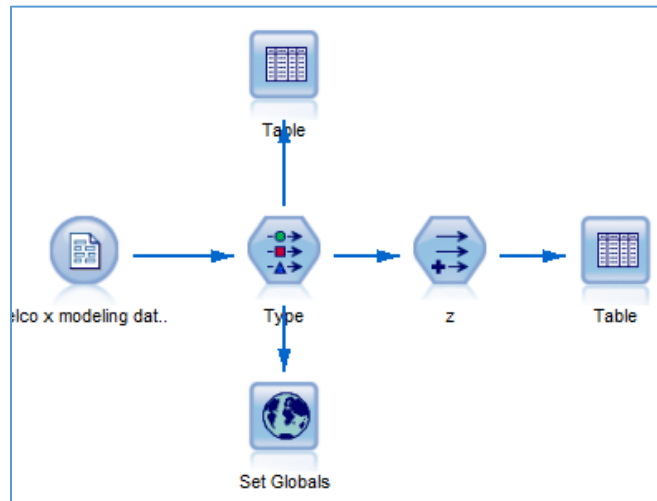 Table
elco x modeling dat..
Type
z
Table
Set Globals